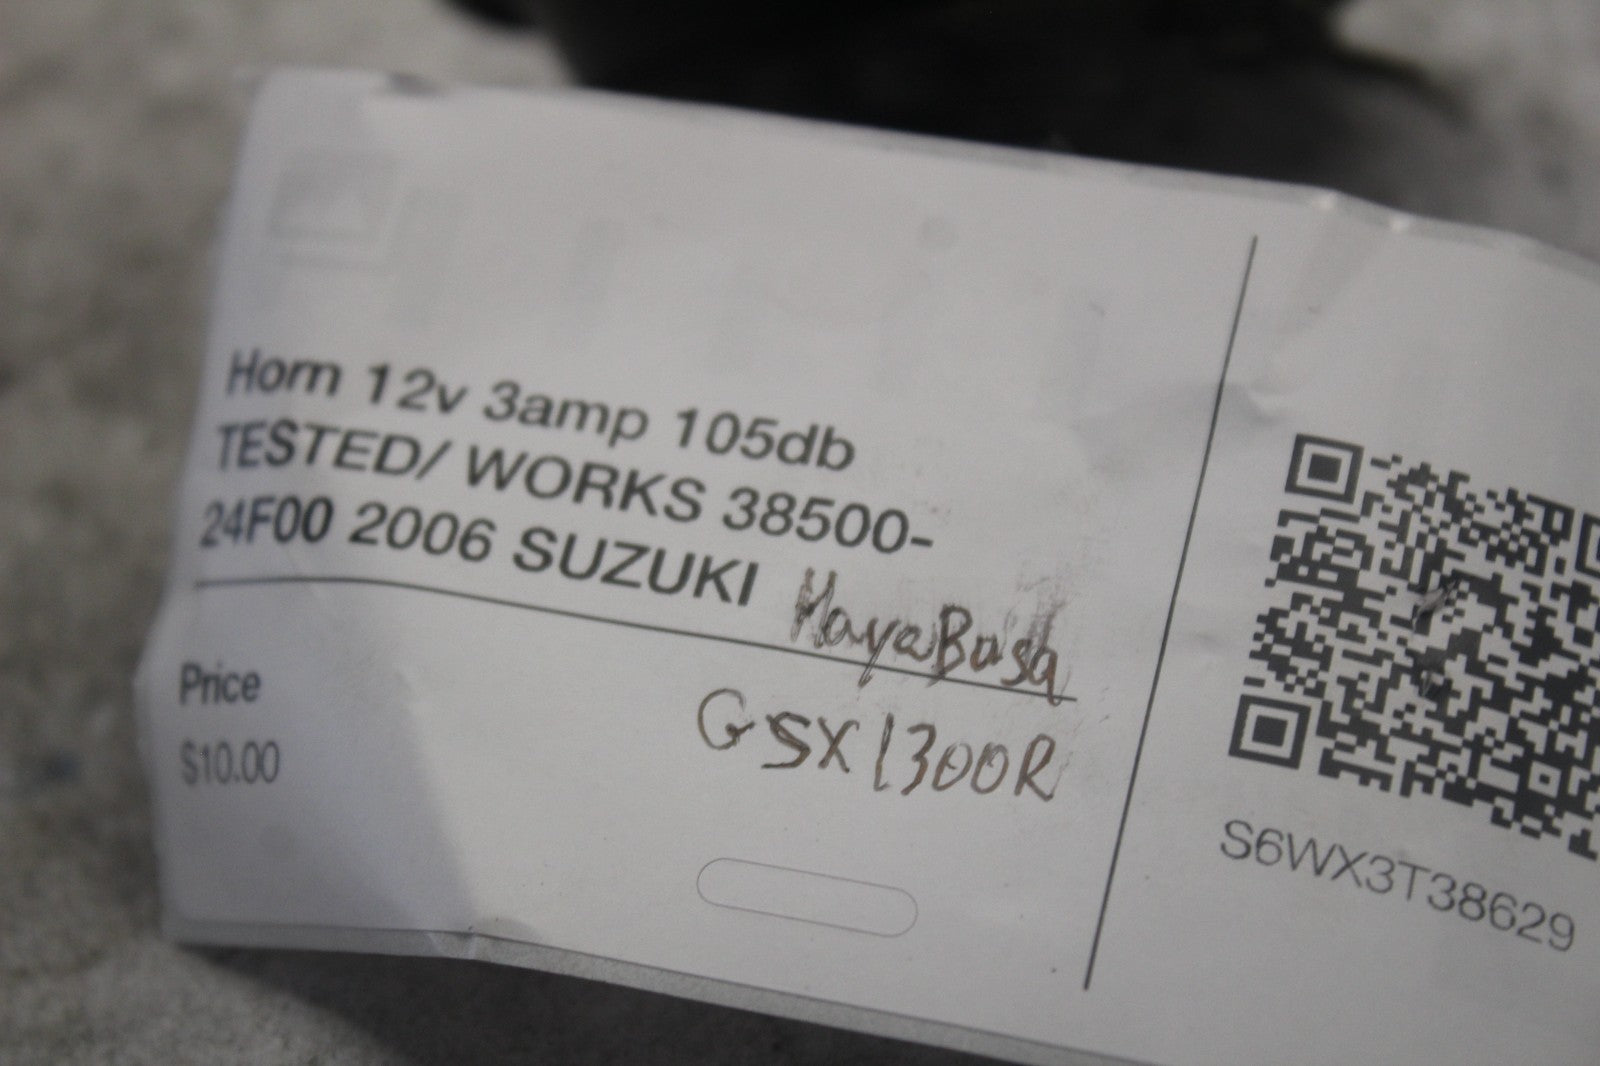 Horn 12v 3amp 105db
TESTED/ WORKS 38500-
24F00 2006 SUZUKI HayaBusa
GSX1300R
Price
$10.00
S6WX3T38629